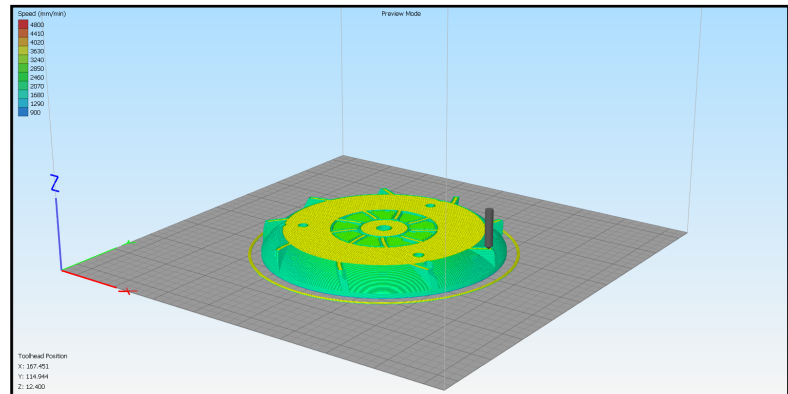 Speed (mm/min)
Preview Mode
4800
4410
4020
3630
3240
2850
2460
2070
1680
1290
900
Z
X
Toolhead Position
X: 167.451
Y: 114.944
Z: 12.400